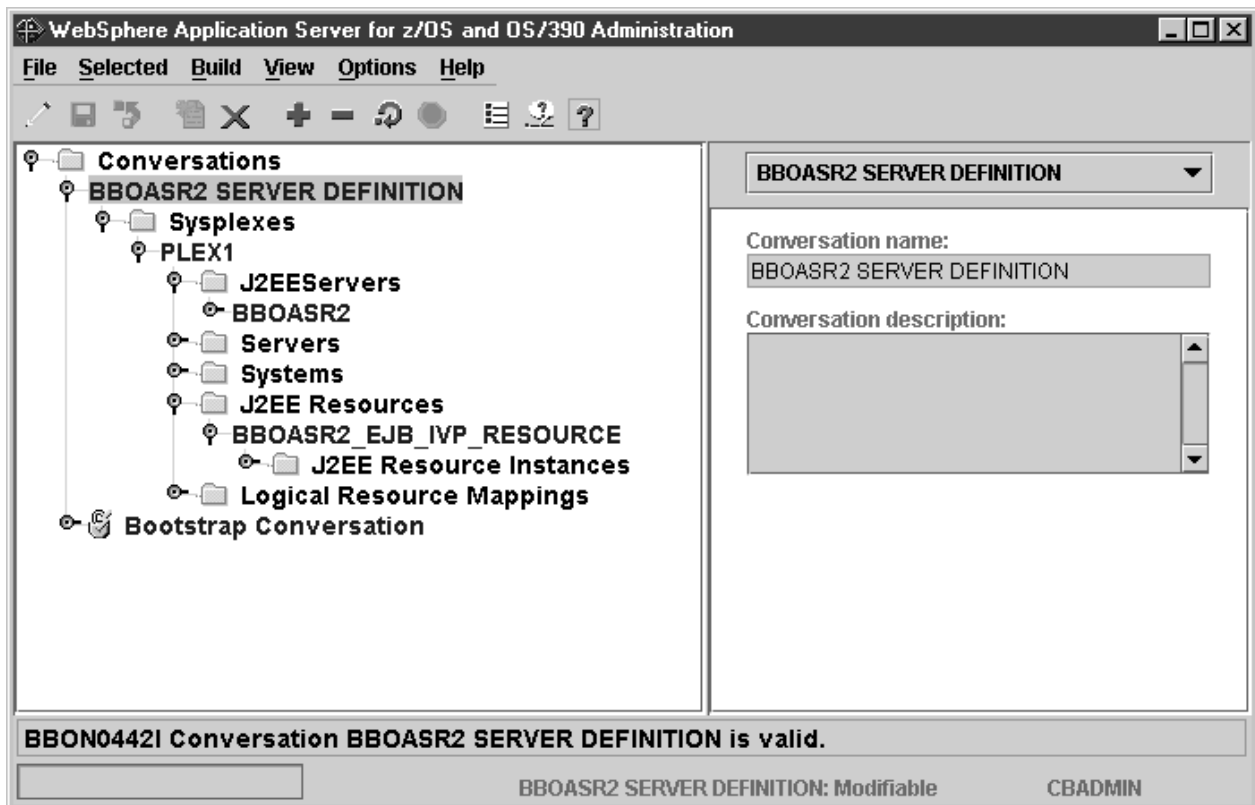 WebSphere Application Server for z/OS and OS/390 Administration
File Selected Build View Options Help
Conversations
BBOASR2 SERVER DEFINITION
Sysplexes
PLEX1
J2EEServers
BBOASR2
Servers
Systems
J2EE Resources
BBOASR2_EJB_IVP_RESOURCE
J2EE Resource Instances
Logical Resource Mappings
Bootstrap Conversation
BBOASR2 SERVER DEFINITION
Conversation name:
BBOASR2 SERVER DEFINITION
Conversation description:
BBON0442I Conversation BBOASR2 SERVER DEFINITION is valid.
BBOASR2 SERVER DEFINITION: Modifiable CBADMIN